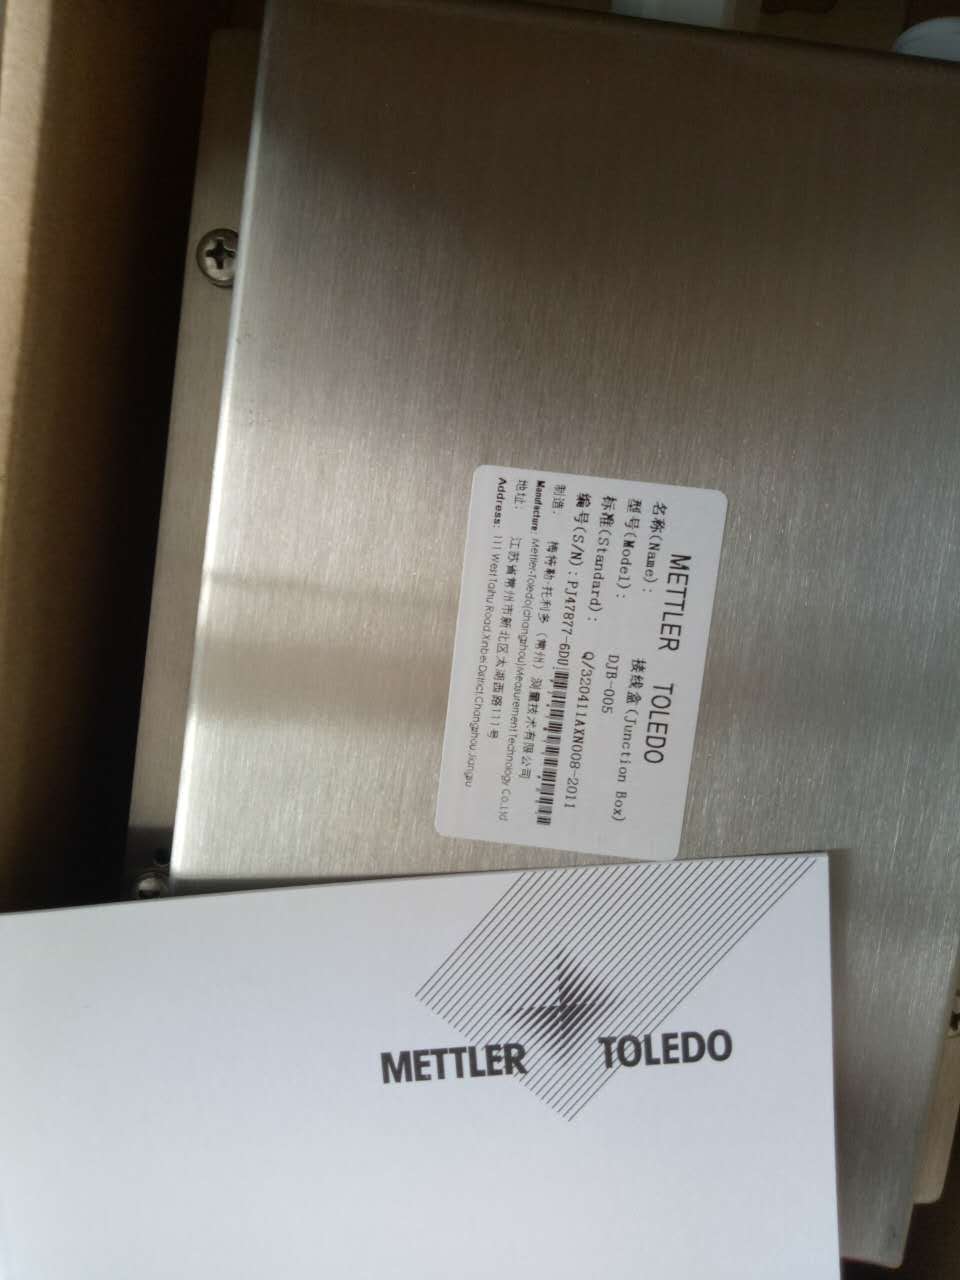 METTLER TOLEDO
名称(Name): 接线盒(Junction Box)
型号(Model): DJB-005
标准(Standard): Q/320411AXN008-2011
编号(S/N): PJ47877-6DU
制造: 梅特勒-托利多(常州)测量技术有限公司
Manufacture: Mettler-Toledo(changzhou)Measurement Technology Co.Ltd
地址: 江苏省常州市新北区太湖西路111号
Address: 111 West Taihu Road,Xinbei District,Changzhou,Jiangsu
METTLER TOLEDO